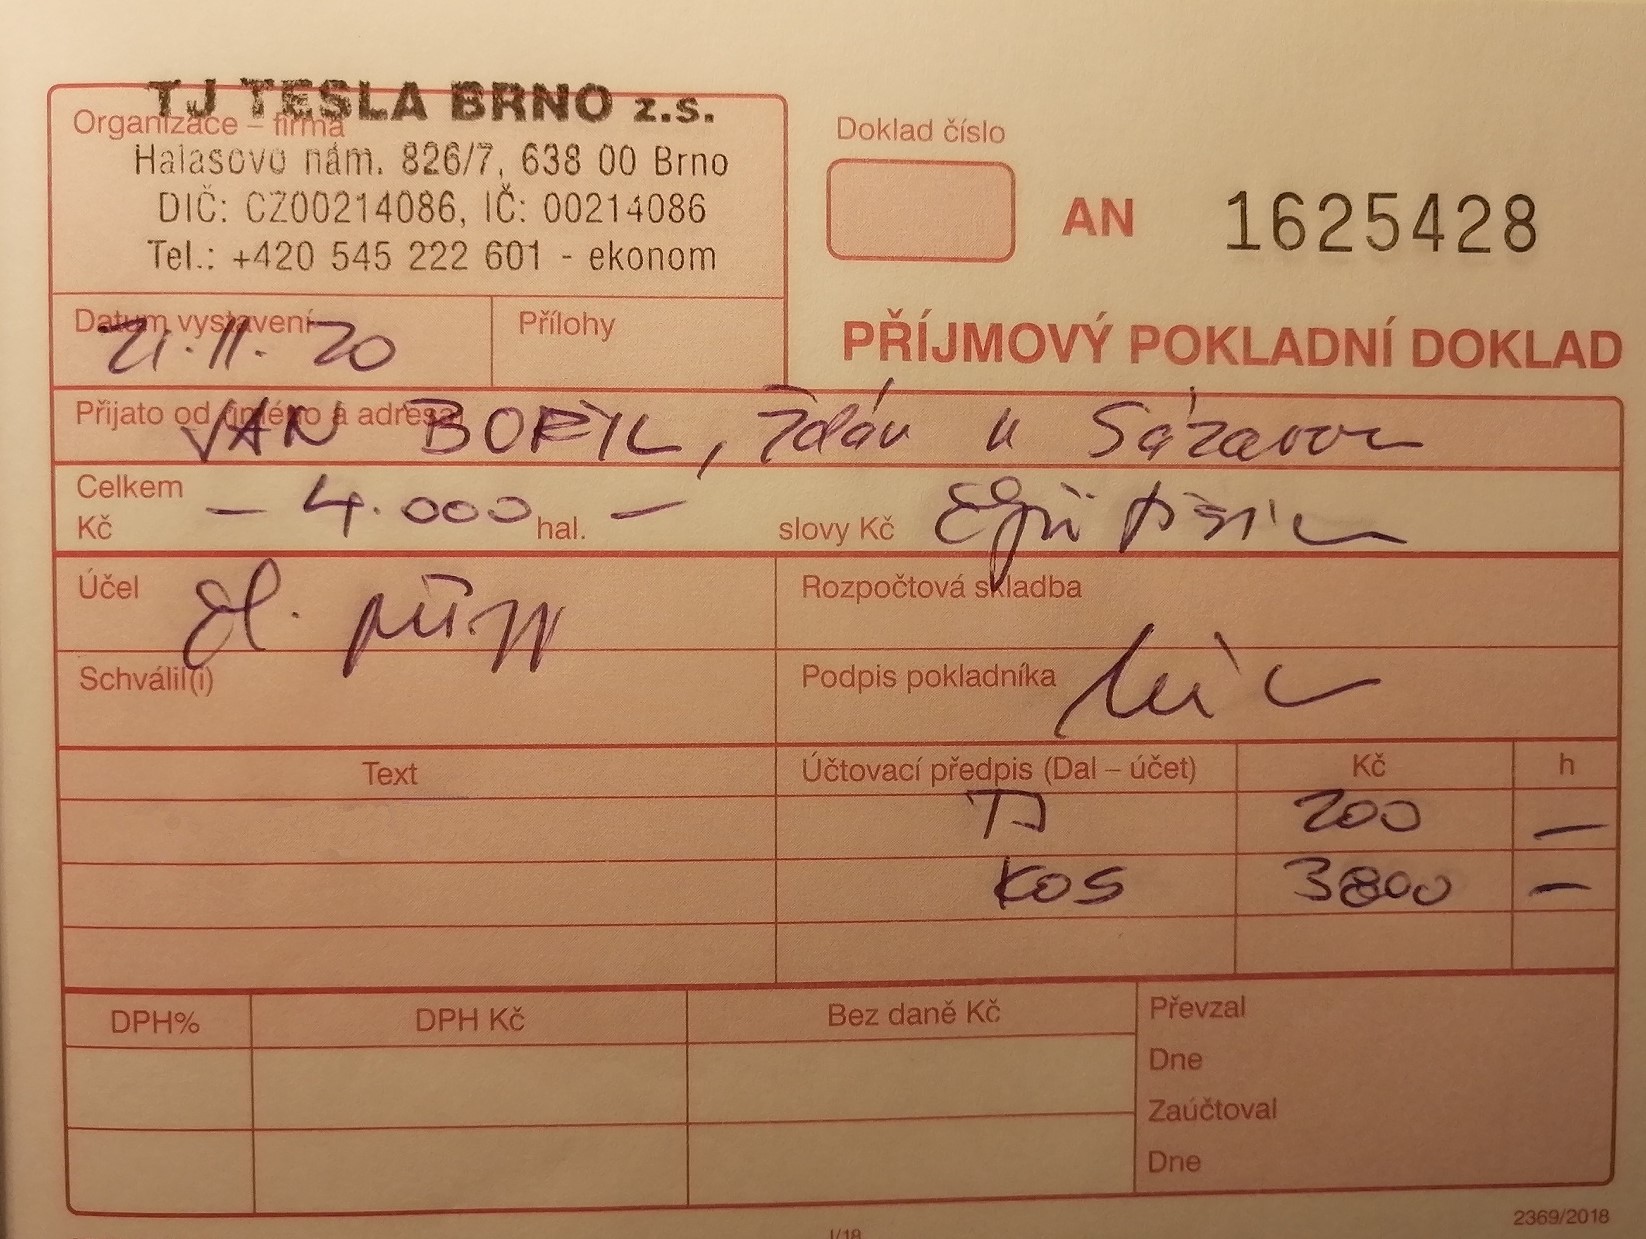 TJ TESLA BRNO z.s.
Organizace – firma
Halasovo nám. 826/7, 638 00 Brno
DIČ: CZ00214086, IČ: 00214086
Tel.: +420 545 222 601 - ekonom
Doklad číslo
AN 1625428
PŘÍJMOVÝ POKLADNÍ DOKLAD
Datum vystavení
21.11.20
Přílohy
Přijato od (jméno a adresa)
VAN BORIL, Žďár n Sázavou
Celkem
Kč – 4.000 hal. –
slovy Kč
Účel
čl. přísp
Rozpočtová skladba
Schválil(i)
Podpis pokladníka
Text Účtovací předpis (Dal – účet) Kč h
TJ 200 –
KOS 3800 –
DPH% DPH Kč Bez daně Kč
Převzal
Dne
Zaúčtoval
Dne
2369/2018
I/18